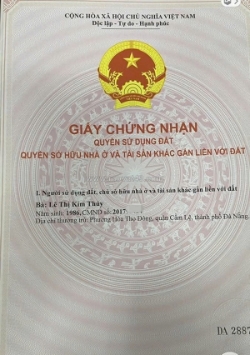 CỘNG HÒA XÃ HỘI CHỦ NGHĨA VIỆT NAM
Độc lập - Tự do - Hạnh phúc
GIẤY CHỨNG NHẬN
QUYỀN SỬ DỤNG ĐẤT
QUYỀN SỞ HỮU NHÀ Ở VÀ TÀI SẢN KHÁC GẮN LIỀN VỚI ĐẤT
I. Người sử dụng đất, chủ sở hữu nhà ở và tài sản khác gắn liền với đất
Bà: Lê Thị Kim Thúy
Năm sinh: 1986, CMND số: 2017
Địa chỉ thường trú: Phường Hòa Thọ Đông, quận Cẩm Lệ, thành phố Đà Nẵng.
DA 2887